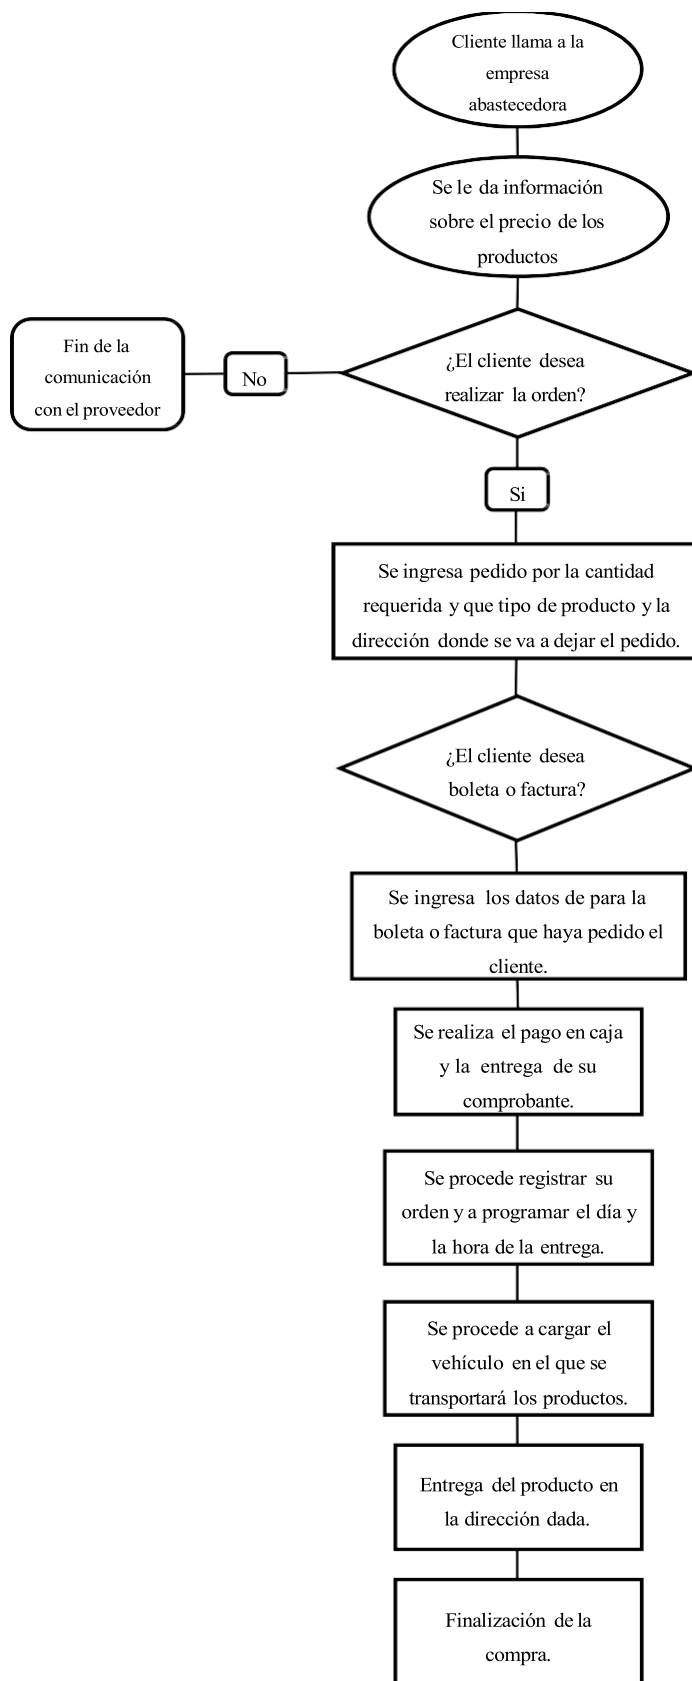 Cliente llama a la
empresa
abastecedora
Se le da información
sobre el precio de los
productos
¿El cliente desea
realizar la orden?
No
Fin de la
comunicación
con el proveedor
Si
Se ingresa pedido por la cantidad
requerida y que tipo de producto y la
dirección donde se va a dejar el pedido.
¿El cliente desea
boleta o factura?
Se ingresa los datos de para la
boleta o factura que haya pedido el
cliente.
Se realiza el pago en caja
y la entrega de su
comprobante.
Se procede registrar su
orden y a programar el día y
la hora de la entrega.
Se procede a cargar el
vehículo en el que se
transportará los productos.
Entrega del producto en
la dirección dada.
Finalización de la
compra.